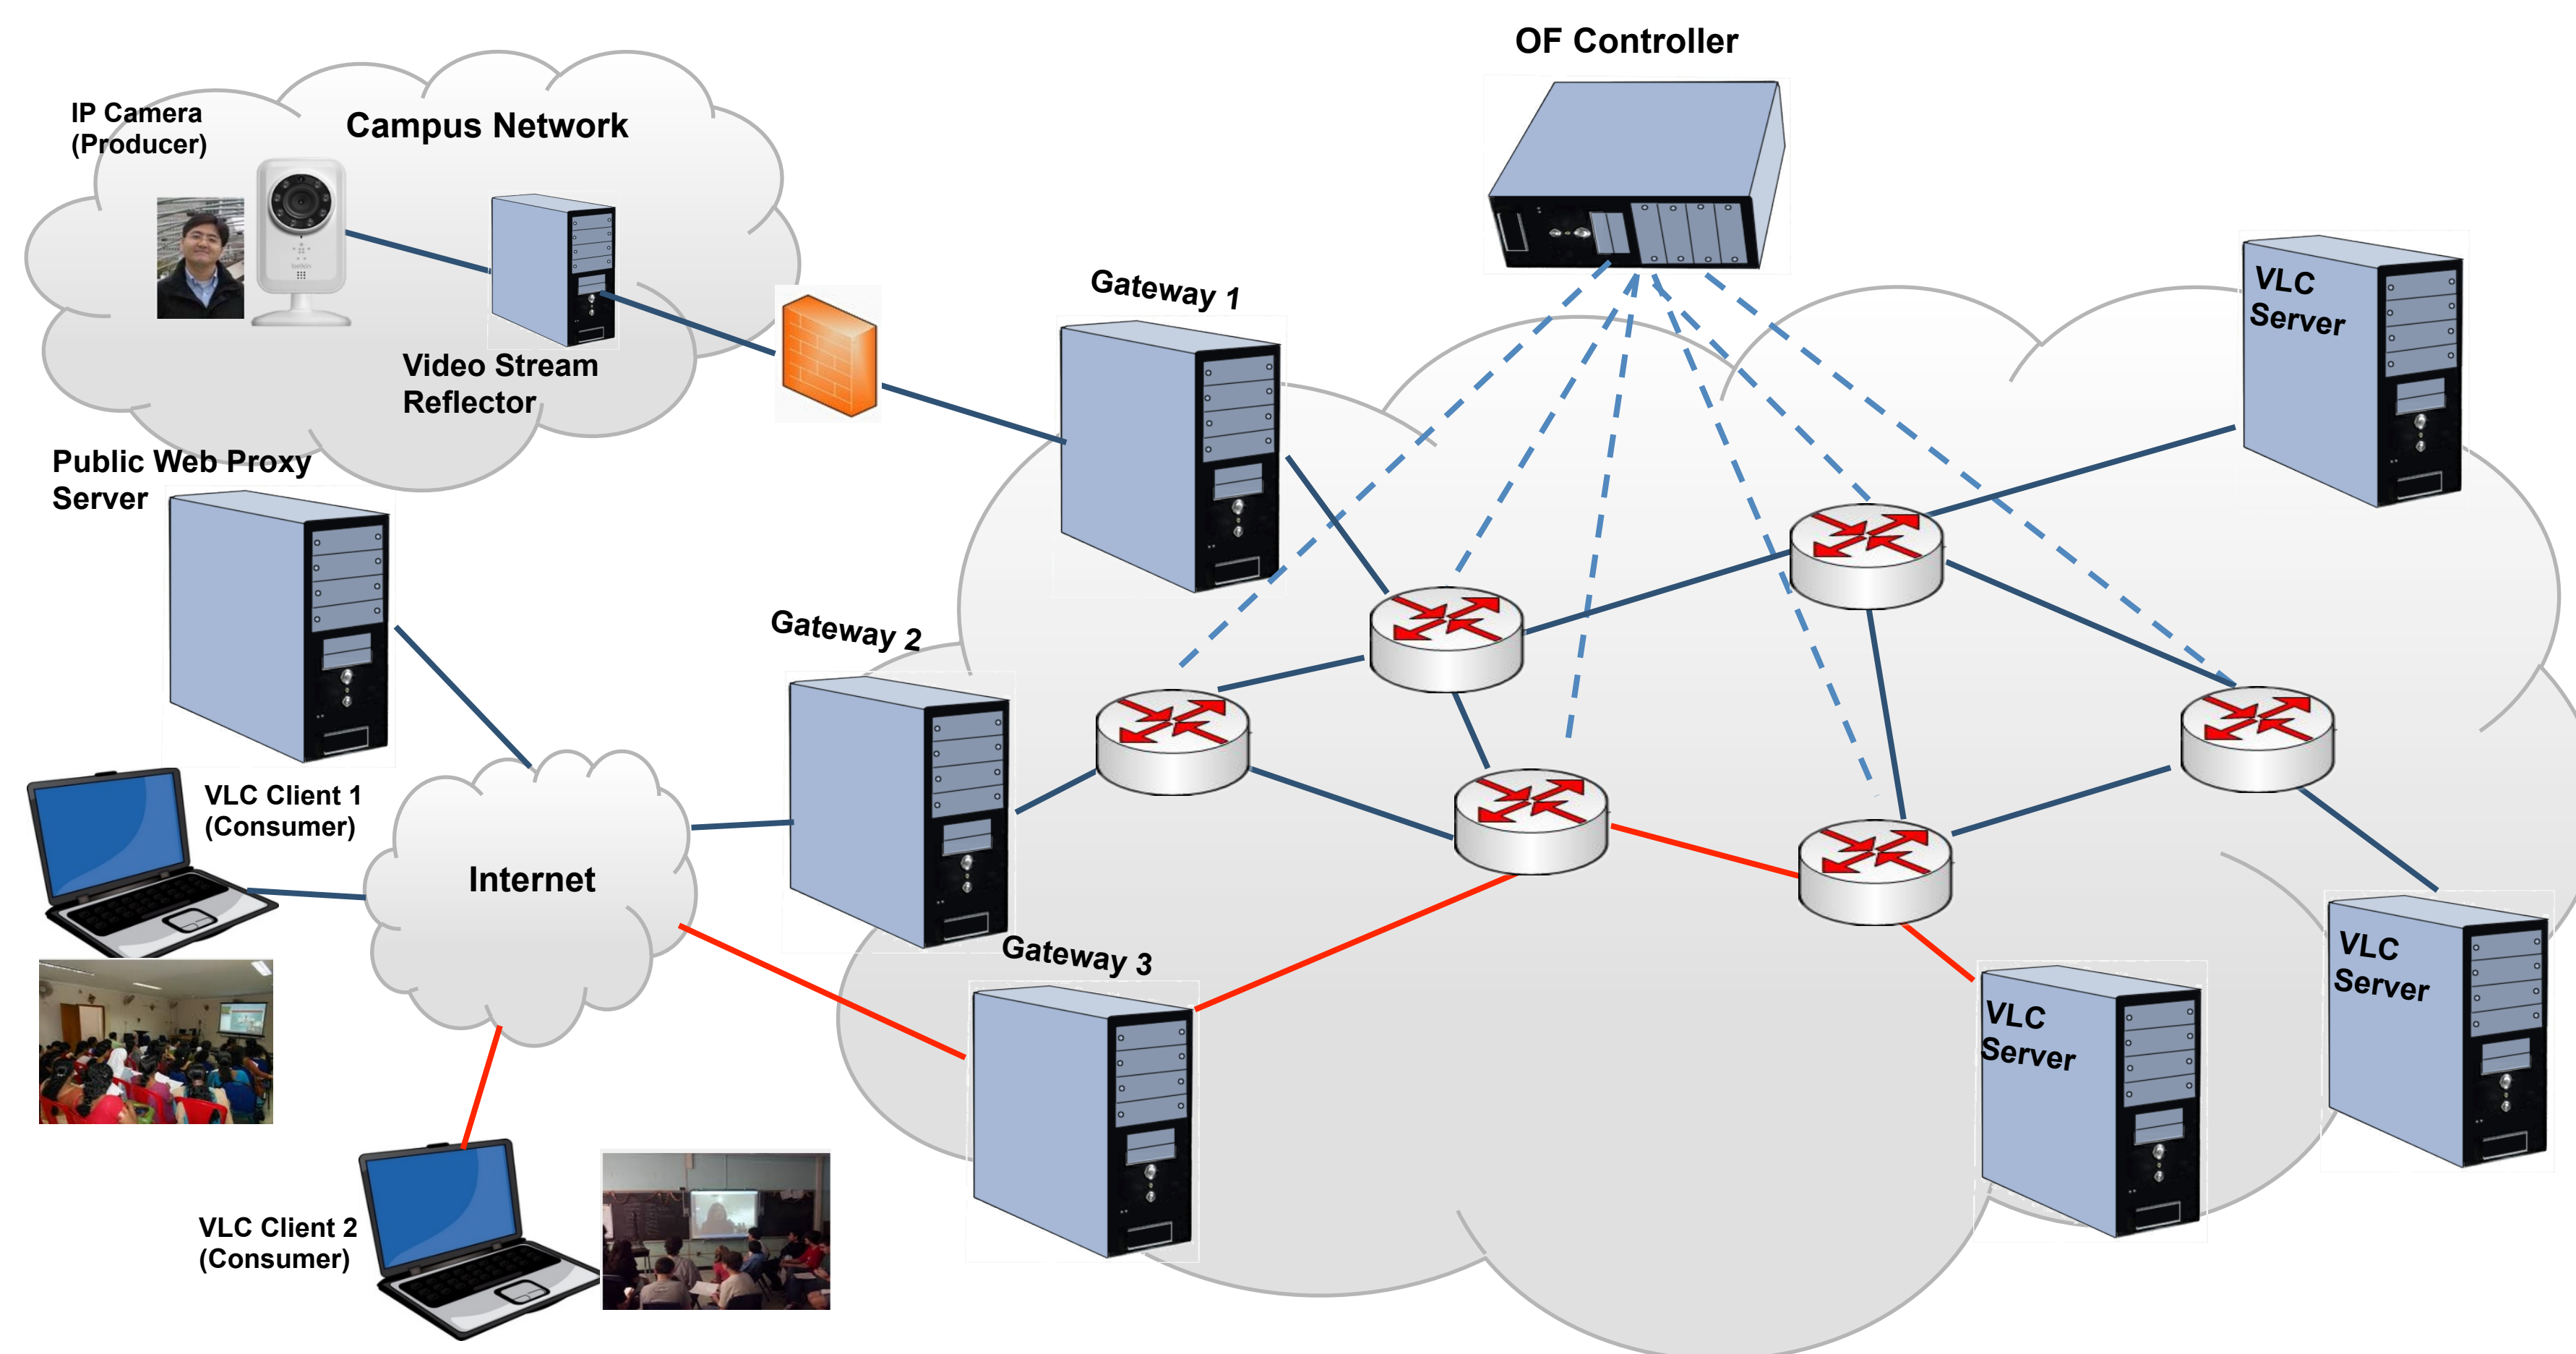 OF Controller
IP Camera
(Producer)
Campus Network
Video Stream
Reflector
Gateway 1
VLC
Server
Public Web Proxy
Server
Gateway 2
VLC Client 1
(Consumer)
Internet
Gateway 3
VLC
Server
VLC
Server
VLC Client 2
(Consumer)